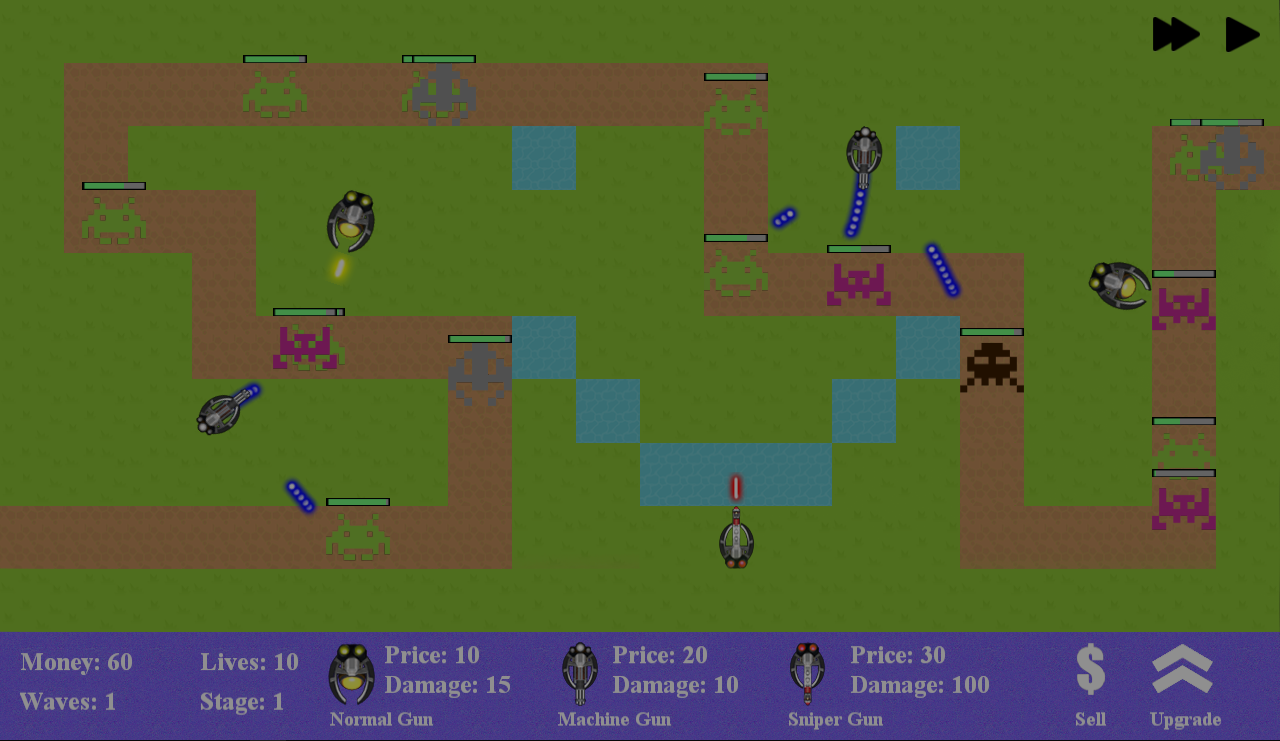 Money: 60
Lives: 10
Waves: 1
Stage: 1
Price: 10
Damage: 15
Normal Gun
Price: 20
Damage: 10
Machine Gun
Price: 30
Damage: 100
Sniper Gun
$
Sell
Upgrade